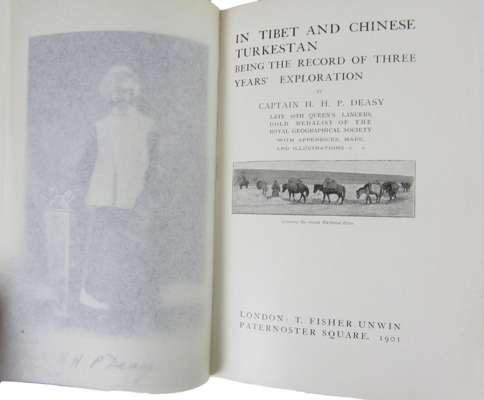 IN TIBET AND CHINESE
TURKESTAN
BEING THE RECORD OF THREE
YEARS' EXPLORATION
BY
CAPTAIN H. H. P. DEASY
LATE 16TH QUEEN'S LANCERS,
GOLD MEDALIST OF THE
ROYAL GEOGRAPHICAL SOCIETY
WITH APPENDICES, MAPS,
AND ILLUSTRATIONS
LONDON: T. FISHER UNWIN
PATERNOSTER SQUARE, 1901
H H P Deasy